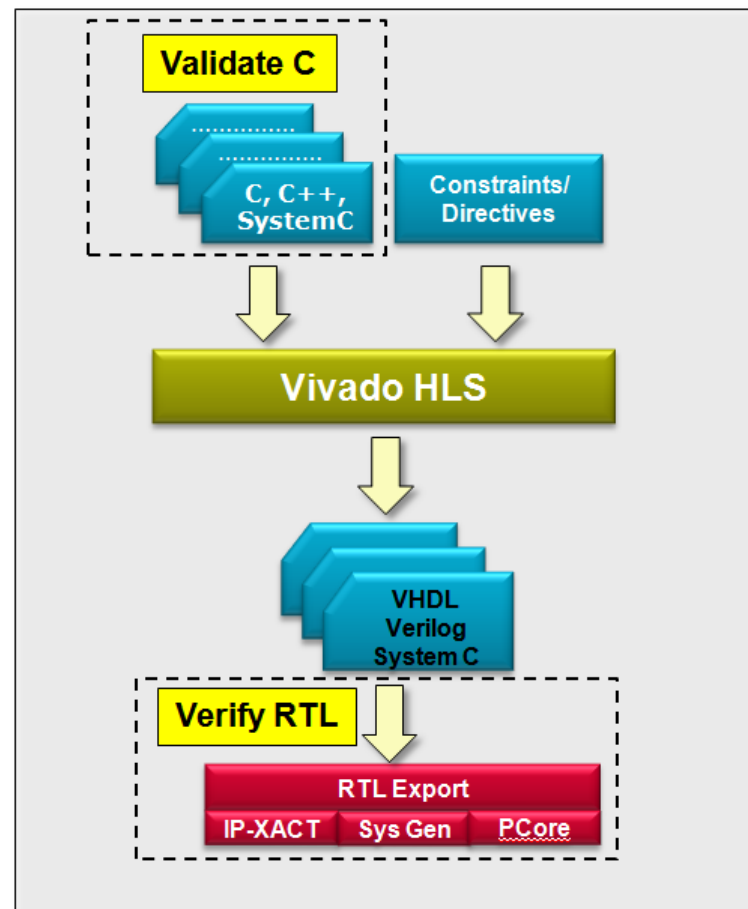 Validate C
...............
...............
C, C++,
SystemC
Constraints/
Directives
Vivado HLS
VHDL
Verilog
System C
Verify RTL
RTL Export
IP-XACT
Sys Gen
PCore